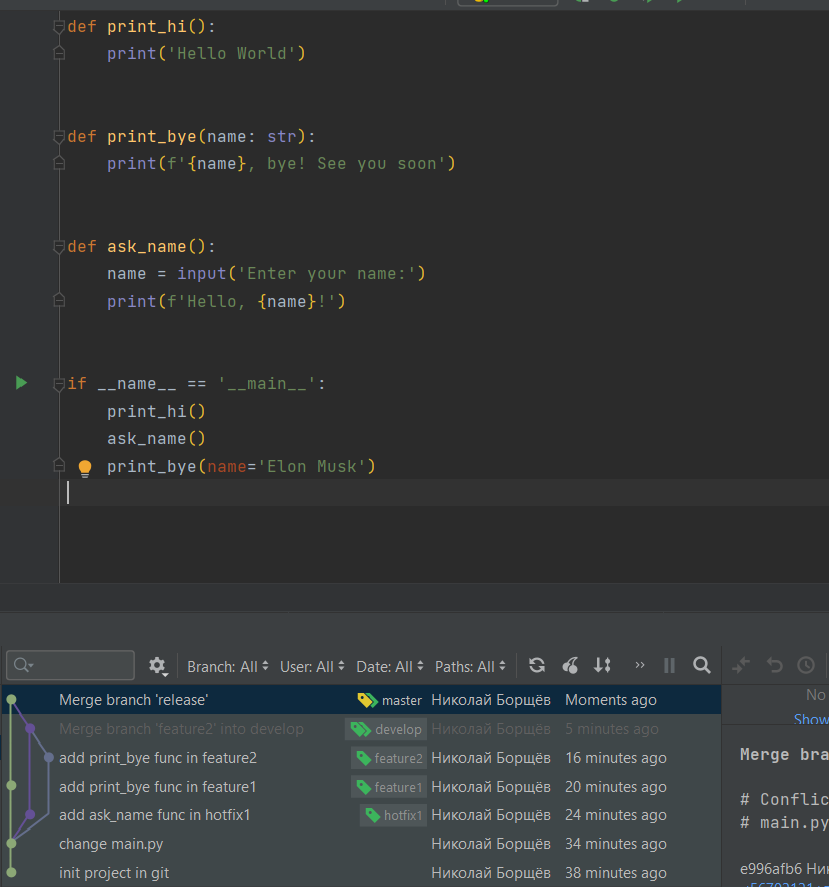 def print_hi():
print('Hello World')
def print_bye(name: str):
print(f'{name}, bye! See you soon')
def ask_name():
name = input('Enter your name:')
print(f'Hello, {name}!')
if __name__ == '__main__':
print_hi()
ask_name()
print_bye(name='Elon Musk')
Branch: All User: All Date: All Paths: All
No
Show
Merge branch 'release' master Николай Борщёв Moments ago
Merge branch 'feature2' into develop develop Николай Борщёв 5 minutes ago
add print_bye func in feature2 feature2 Николай Борщёв 16 minutes ago
add print_bye func in feature1 feature1 Николай Борщёв 20 minutes ago
add ask_name func in hotfix1 hotfix1 Николай Борщёв 24 minutes ago
change main.py Николай Борщёв 34 minutes ago
init project in git Николай Борщёв 38 minutes ago
Merge bra
# Conflic
# main.py
e996afb6 Ник